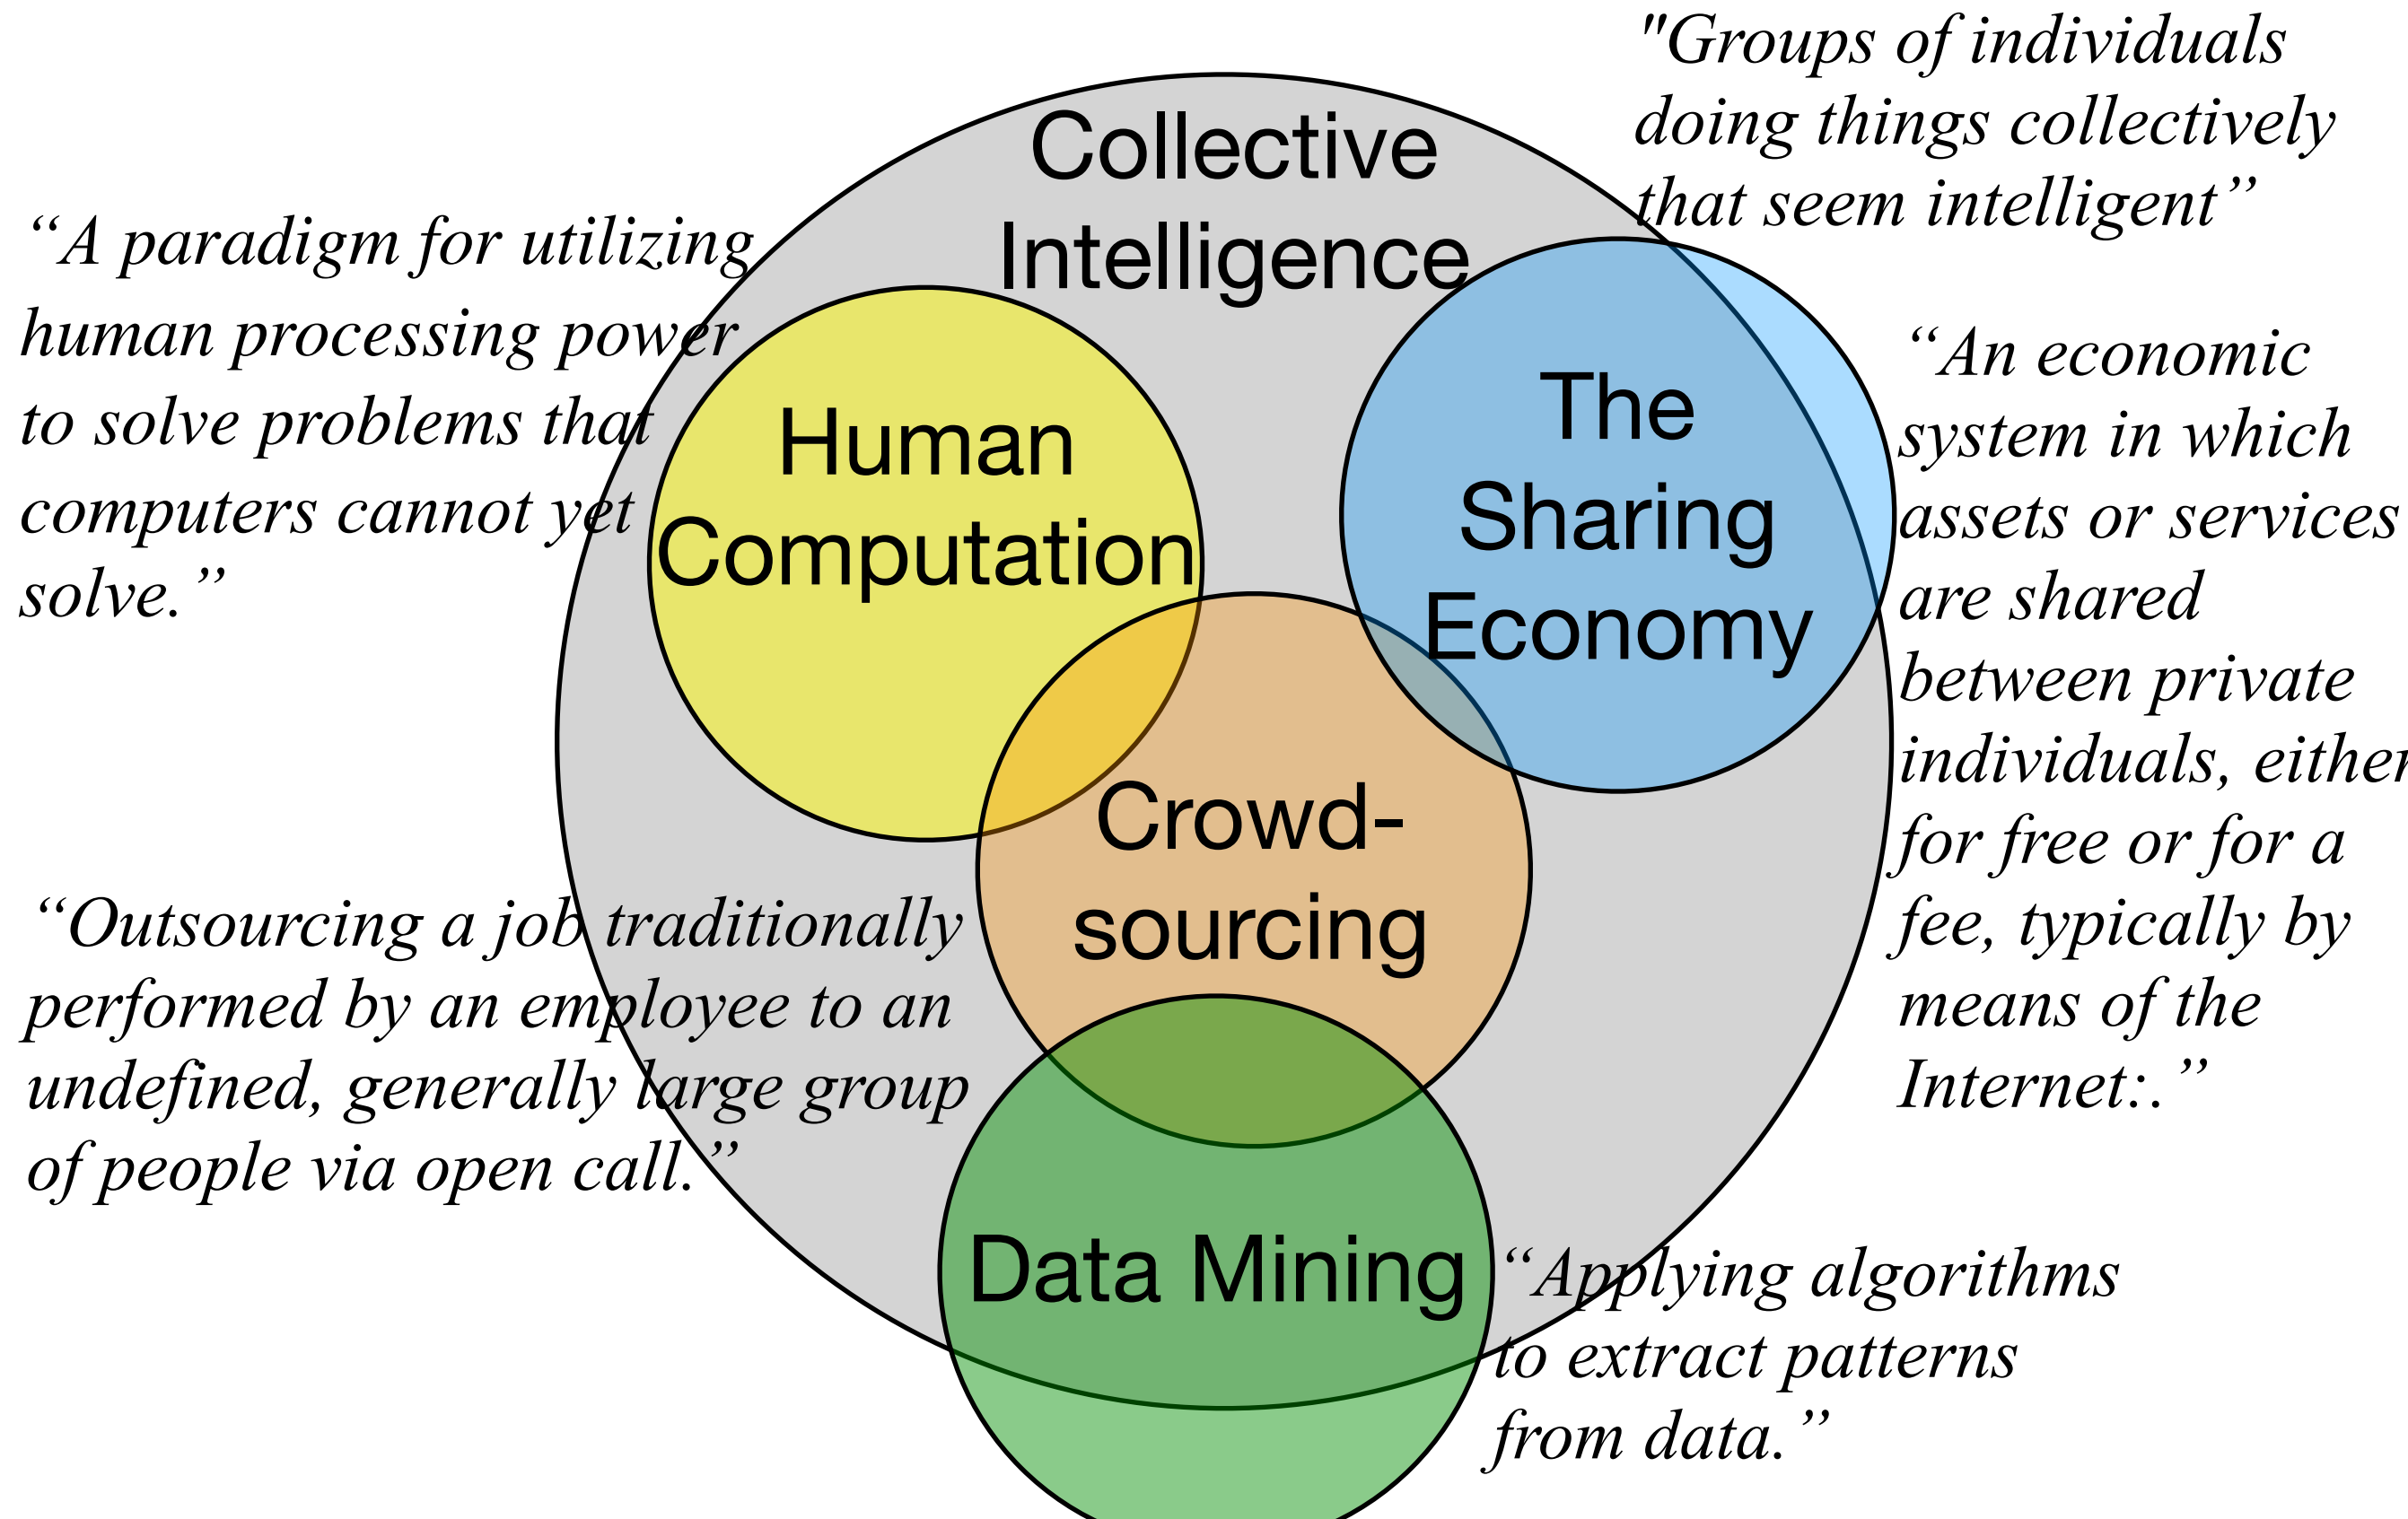 "Groups of individuals
doing things collectively
that seem intelligent”
Collective
Intelligence
“A paradigm for utilizing
human processing power
to solve problems that
computers cannot yet
solve.”
Human
Computation
The
Sharing
Economy
“An economic
system in which
assets or services
are shared
between private
individuals, either
for free or for a
fee, typically by
means of the
Internet:.”
Crowd-
sourcing
“Outsourcing a job traditionally
performed by an employee to an
undefined, generally large group
of people via open call.”
Data Mining
“Applying algorithms
to extract patterns
from data.”